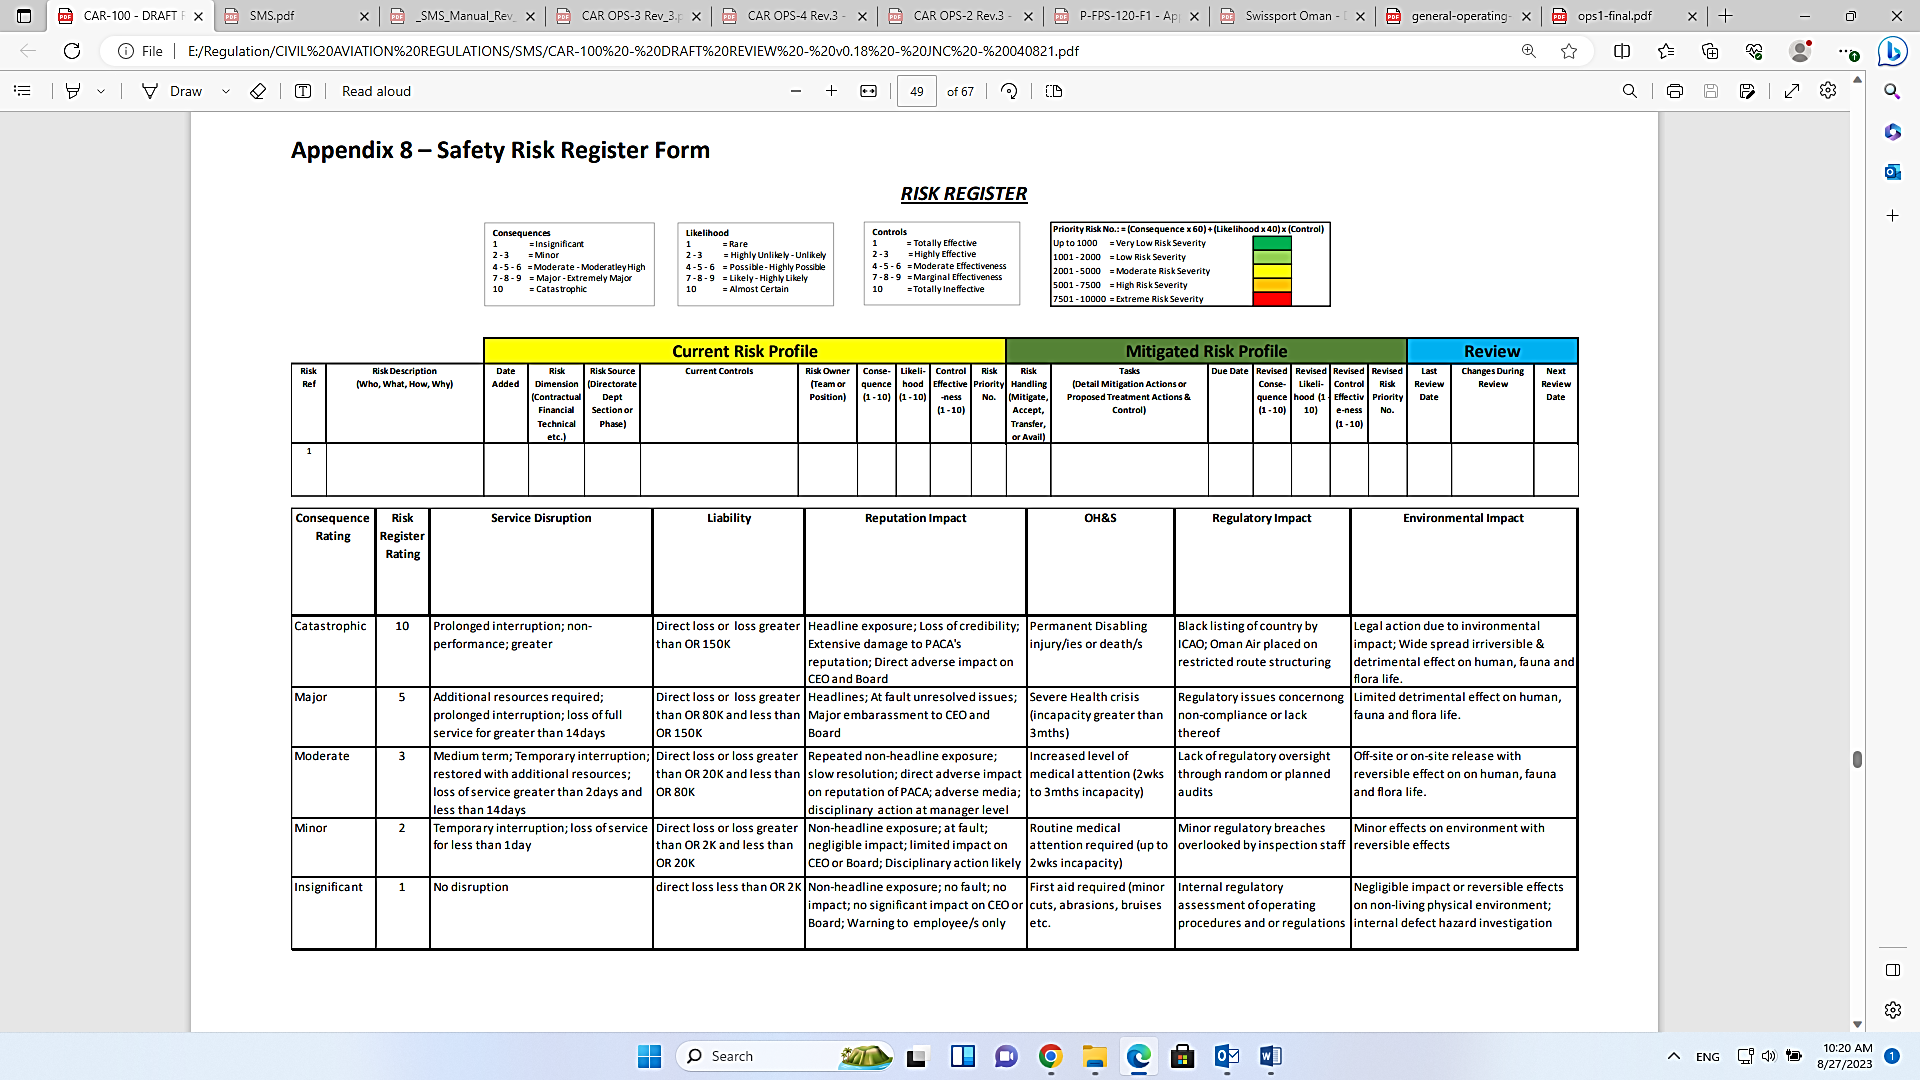 CAR-100 - DRAFT
SMS.pdf
_SMS_Manual_Rev_
CAR OPS-3 Rev_3.p
CAR OPS-4 Rev.3 -
CAR OPS-2 Rev.3 -
P-FPS-120-F1 - Ap
Swissport Oman -
general-operating-
ops1-final.pdf
File
E:/Regulation/CIVIL%20AVIATION%20REGULATIONS/SMS/CAR-100%20-%20DRAFT%20REVIEW%20-%20v0.18%20-%20JNC%20-%20040821.pdf
Draw
Read aloud
49 of 67
Appendix 8 – Safety Risk Register Form
RISK REGISTER
Consequences
1 = Insignificant
2 - 3 = Minor
4 - 5 - 6 = Moderate - Moderatley High
7 - 8 - 9 = Major - Extremely Major
10 = Catastrophic
Likelihood
1 = Rare
2 - 3 = Highly Unlikely - Unlikely
4 - 5 - 6 = Possible - Highly Possible
7 - 8 - 9 = Likely - Highly Likely
10 = Almost Certain
Controls
1 = Totally Effective
2 - 3 = Highly Effective
4 - 5 - 6 = Moderate Effectiveness
7 - 8 - 9 = Marginal Effectiveness
10 = Totally Ineffective
Priority Risk No.: = (Consequence x 60) + (Likelihood x 40) x (Control)
Up to 1000 = Very Low Risk Severity
1001 - 2000 = Low Risk Severity
2001 - 5000 = Moderate Risk Severity
5001 - 7500 = High Risk Severity
7501 - 10000 = Extreme Risk Severity
Current Risk Profile
Mitigated Risk Profile
Review
Risk
Ref
Risk Description
(Who, What, How, Why)
Date
Added
Risk
Dimension
(Contractual
Financial
Technical
etc.)
Risk Source
(Directorate
Dept
Section or
Phase)
Current Controls
Risk Owner
(Team or
Position)
Conse-
quence
(1 - 10)
Likeli-
hood
(1 - 10)
Control
Effective
-ness
(1 - 10)
Risk
Priority
No.
Risk
Handling
(Mitigate,
Accept,
Transfer,
or Avail)
Tasks
(Detail Mitigation Actions or
Proposed Treatment Actions &
Control)
Due Date
Revised
Conse-
quence
(1 - 10)
Revised
Likeli-
hood (1
10)
Revised
Control
Effectiv
e-ness
(1 - 10)
Revised
Risk
Priority
No.
Last
Review
Date
Changes During
Review
Next
Review
Date
1
Consequence
Rating
Risk
Register
Rating
Service Disruption
Liability
Reputation Impact
OH&S
Regulatory Impact
Environmental Impact
Catastrophic
10
Prolonged interruption; non-
performance; greater
Direct loss or loss greater
than OR 150K
Headline exposure; Loss of credibility;
Extensive damage to PACA's
reputation; Direct adverse impact on
CEO and Board
Permanent Disabling
injury/ies or death/s
Black listing of country by
ICAO; Oman Air placed on
restricted route structuring
Legal action due to invironmental
impact; Wide spread irriversible &
detrimental effect on human, fauna and
flora life.
Major
5
Additional resources required;
prolonged interruption; loss of full
service for greater than 14days
Direct loss or loss greater
than OR 80K and less than
OR 150K
Headlines; At fault unresolved issues;
Major embarassment to CEO and
Board
Severe Health crisis
(incapacity greater than
3mths)
Regulatory issues concernong
non-compliance or lack
thereof
Limited detrimental effect on human,
fauna and flora life.
Moderate
3
Medium term; Temporary interruption;
restored with additional resources;
loss of service greater than 2days and
less than 14days
Direct loss or loss greater
than OR 20K and less than
OR 80K
Repeated non-headline exposure;
slow resolution; direct adverse impact
on reputation of PACA; adverse media;
disciplinary action at manager level
Increased level of
medical attention (2wks
to 3mths incapacity)
Lack of regulatory oversight
through random or planned
audits
Off-site or on-site release with
reversible effect on on human, fauna
and flora life.
Minor
2
Temporary interruption; loss of service
for less than 1day
Direct loss or loss greater
than OR 2K and less than
OR 20K
Non-headline exposure; at fault;
negligible impact; limited impact on
CEO or Board; Disciplinary action likely
Routine medical
attention required (up to
2wks incapacity)
Minor regulatory breaches
overlooked by inspection staff
Minor effects on environment with
reversible effects
Insignificant
1
No disruption
direct loss less than OR 2K
Non-headline exposure; no fault; no
impact; no significant impact on CEO or
Board; Warning to employee/s only
First aid required (minor
cuts, abrasions, bruises
etc.
Internal regulatory
assessment of operating
procedures and or regulations
Negligible impact or reversible effects
on non-living physical environment;
internal defect hazard investigation
Search
ENG
10:20 AM
8/27/2023
1